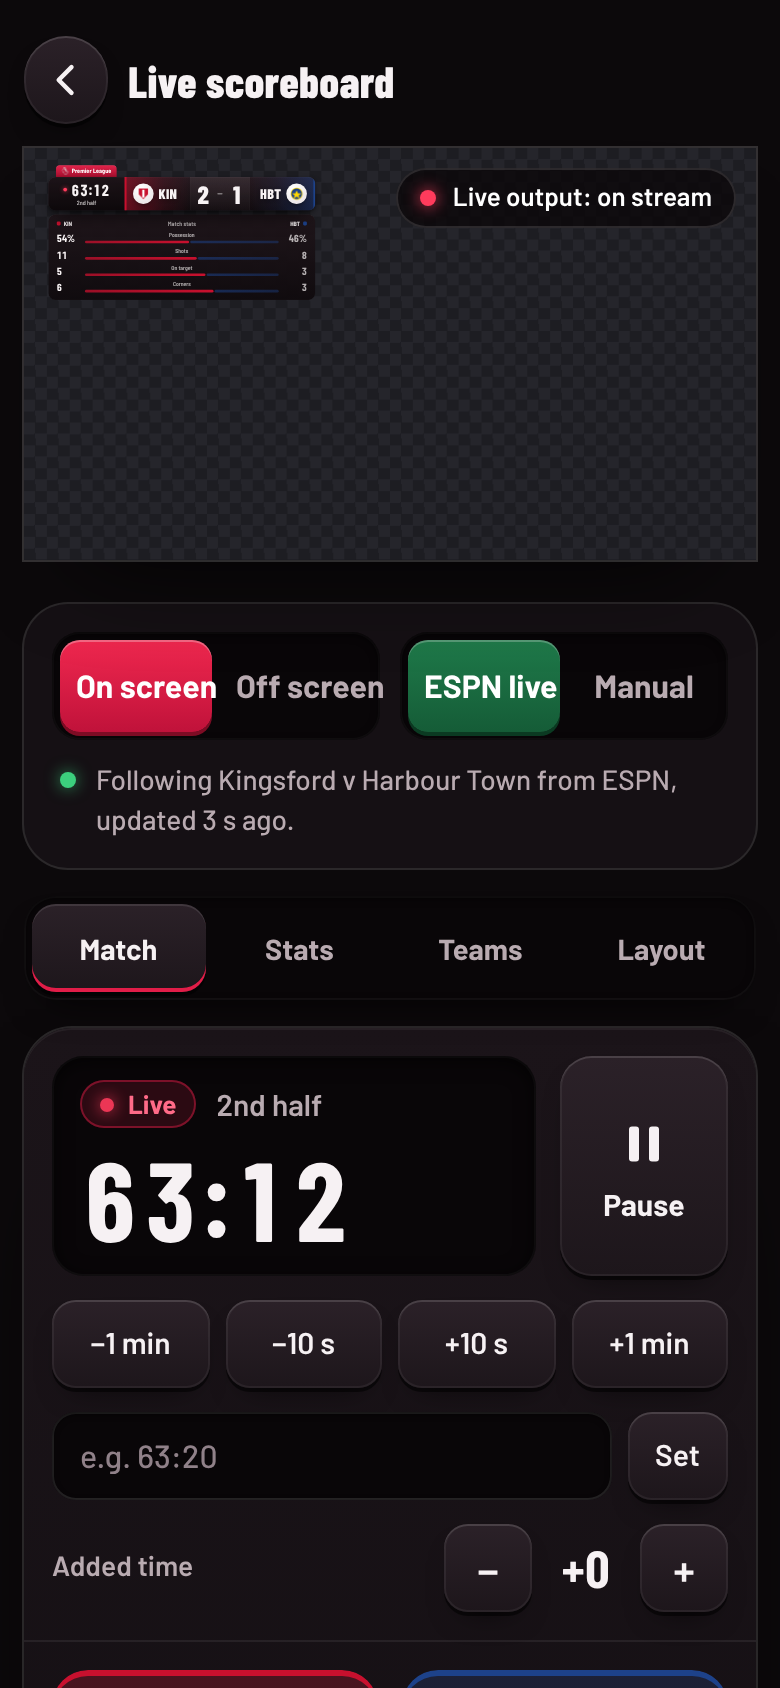 Live scoreboard
Premier League
63:12
2nd half
KIN
2 - 1
HBT
Live output: on stream
KIN Match stats HBT
Possession
54% 46%
Shots
11 8
On target
5 3
Corners
6 3
On screen Off screen ESPN live Manual
Following Kingsford v Harbour Town from ESPN,
updated 3 s ago.
Match Stats Teams Layout
Live 2nd half
63:12
Pause
−1 min −10 s +10 s +1 min
e.g. 63:20 Set
Added time − +0 +